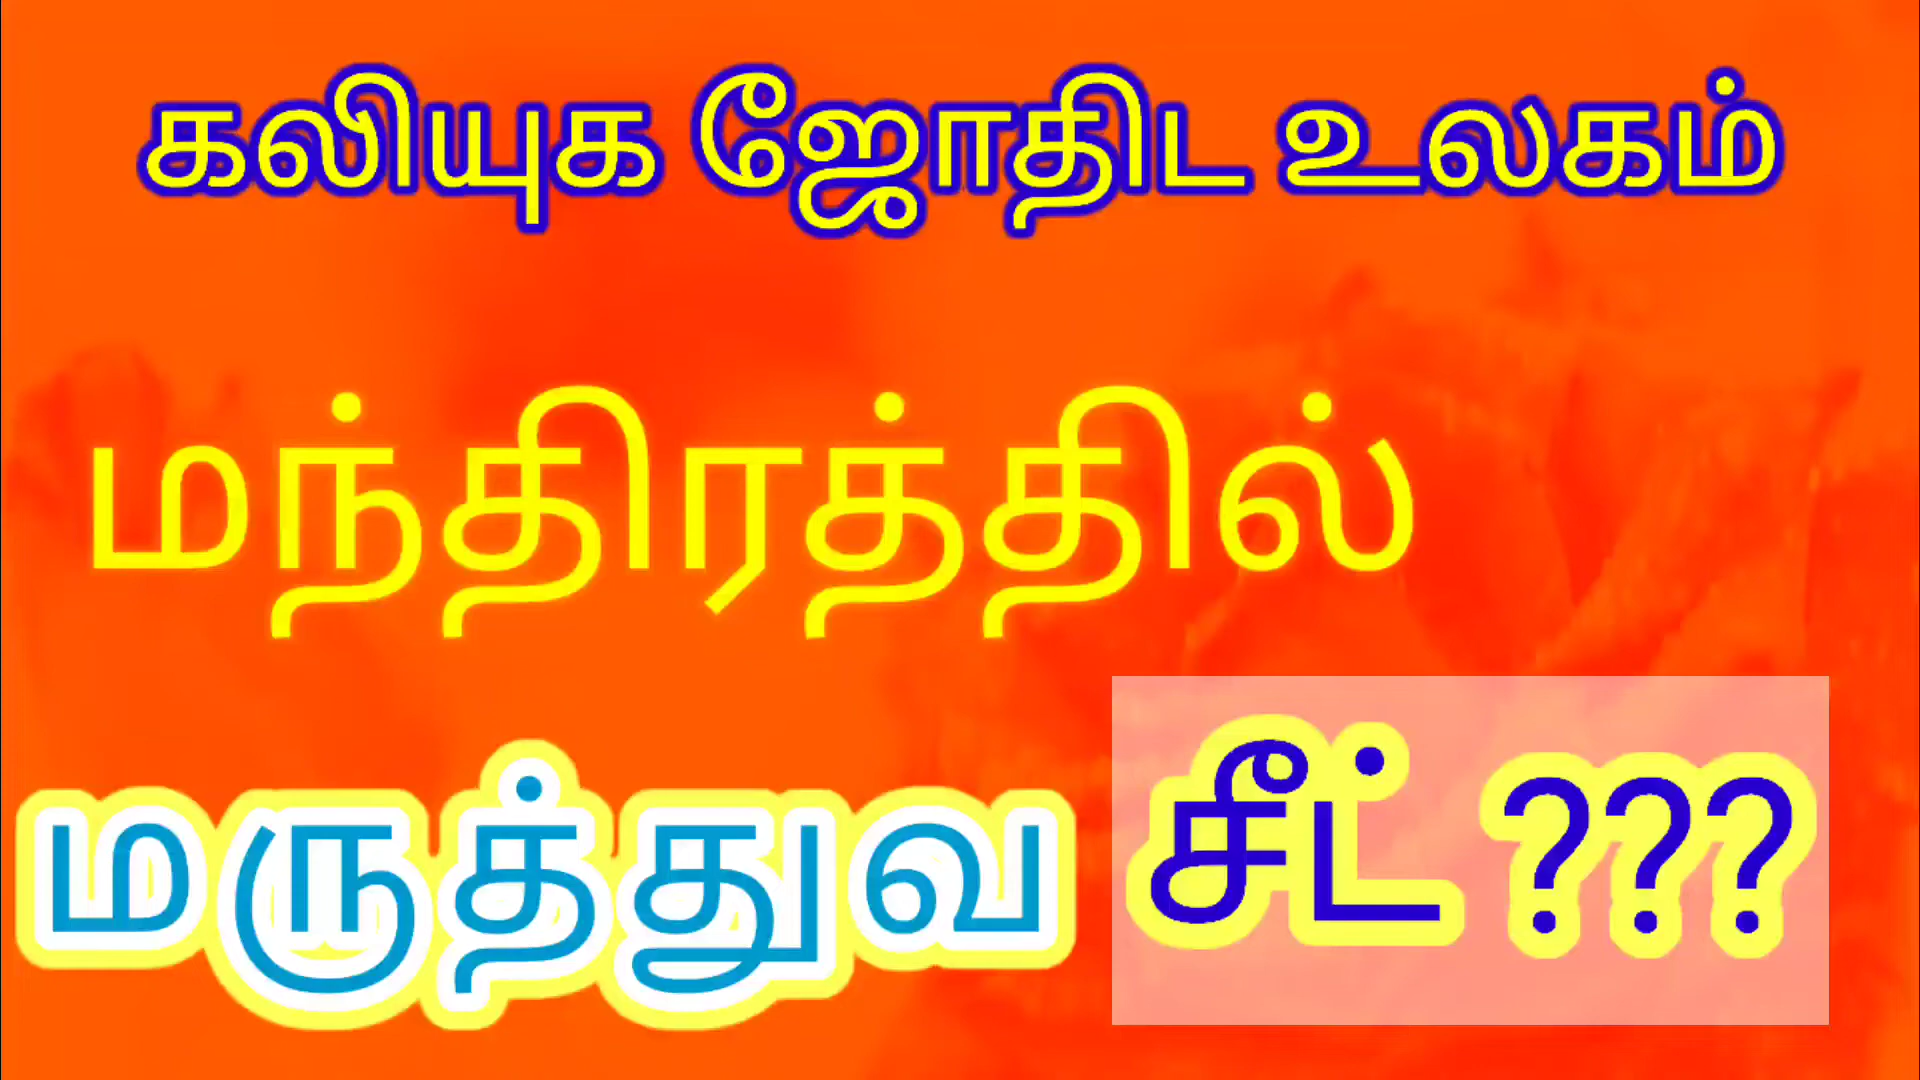 கலியுக ஜோதிட உலகம்
மந்திரத்தில்
மருத்துவ சீட் ???